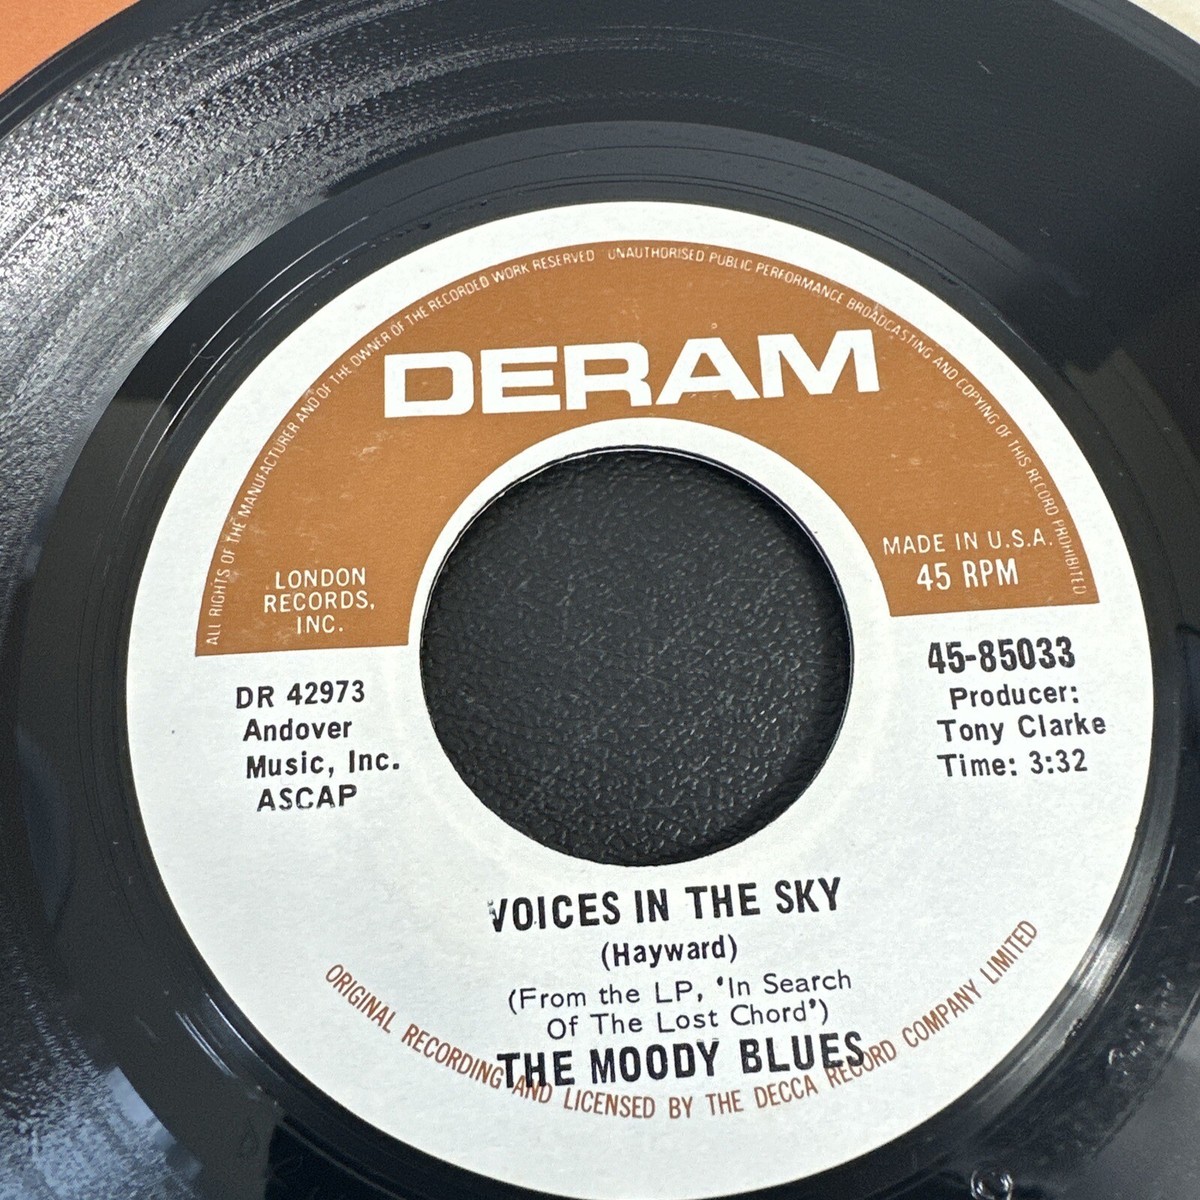 ALL RIGHTS OF THE MANUFACTURER AND OF THE OWNER OF THE RECORDED WORK RESERVED UNAUTHORISED PUBLIC PERFORMANCE BROADCASTING AND COPYING OF THIS RECORD PROHIBITED
DERAM
LONDON
RECORDS,
INC.
MADE IN U.S.A.
45 RPM
DR 42973
Andover
Music, Inc.
ASCAP
45-85033
Producer:
Tony Clarke
Time: 3:32
VOICES IN THE SKY
(Hayward)
(From the LP, 'In Search
Of The Lost Chord')
THE MOODY BLUES
ORIGINAL RECORDING AND LICENSED BY THE DECCA RECORD COMPANY LIMITED